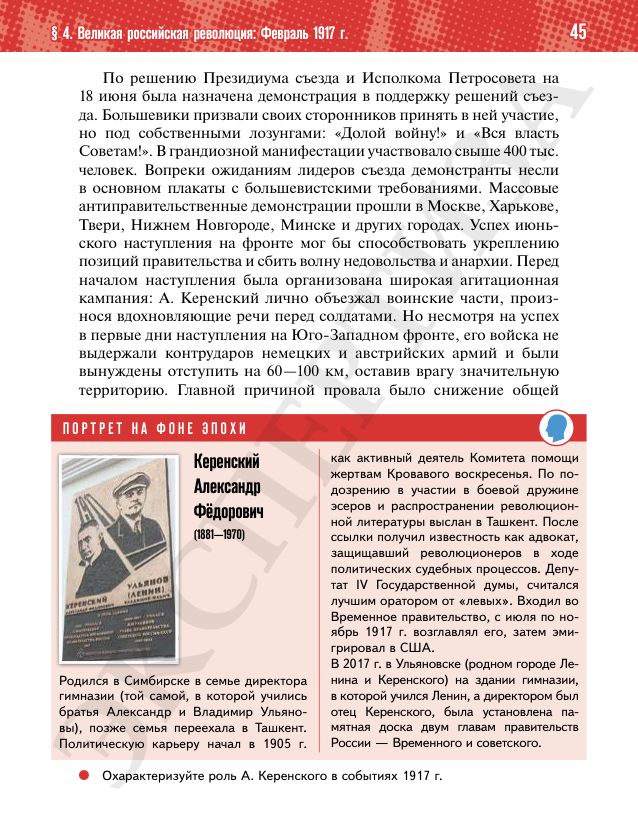 § 4. Великая российская революция: Февраль 1917 г.
45
По решению Президиума съезда и Исполкома Петросовета на
18 июня была назначена демонстрация в поддержку решений съез-
да. Большевики призвали своих сторонников принять в ней участие,
но под собственными лозунгами: «Долой войну!» и «Вся власть
Советам!». В грандиозной манифестации участвовало свыше 400 тыс.
человек. Вопреки ожиданиям лидеров съезда демонстранты несли
в основном плакаты с большевистскими требованиями. Массовые
антиправительственные демонстрации прошли в Москве, Харькове,
Твери, Нижнем Новгороде, Минске и других городах. Успех июнь-
ского наступления на фронте мог бы способствовать укреплению
позиций правительства и сбить волну недовольства и анархии. Перед
началом наступления была организована широкая агитационная
кампания: А. Керенский лично объезжал воинские части, произ-
нося вдохновляющие речи перед солдатами. Но несмотря на успех
в первые дни наступления на Юго-Западном фронте, его войска не
выдержали контрударов немецких и австрийских армий и были
вынуждены отступить на 60—100 км, оставив врагу значительную
территорию. Главной причиной провала было снижение общей
ПОРТРЕТ НА ФОНЕ ЭПОХИ
Керенский
Александр
Фёдорович
(1881—1970)
УЛЬЯНОВ
(ЛЕНИН)
КЕРЕНСКИЙ
Родился в Симбирске в семье директора
гимназии (той самой, в которой учились
братья Александр и Владимир Ульяно-
вы), позже семья переехала в Ташкент.
Политическую карьеру начал в 1905 г.
как активный деятель Комитета помощи
жертвам Кровавого воскресенья. По по-
дозрению в участии в боевой дружине
эсеров и распространении революцион-
ной литературы выслан в Ташкент. После
ссылки получил известность как адвокат,
защищавший революционеров в ходе
политических судебных процессов. Депу-
тат IV Государственной думы, считался
лучшим оратором от «левых». Входил во
Временное правительство, с июля по но-
ябрь 1917 г. возглавлял его, затем эми-
грировал в США.
В 2017 г. в Ульяновске (родном городе Ле-
нина и Керенского) на здании гимназии,
в которой учился Ленин, а директором был
отец Керенского, была установлена па-
мятная доска двум главам правительств
России — Временного и советского.
Охарактеризуйте роль А. Керенского в событиях 1917 г.
ЭКСПЕРТИЗА